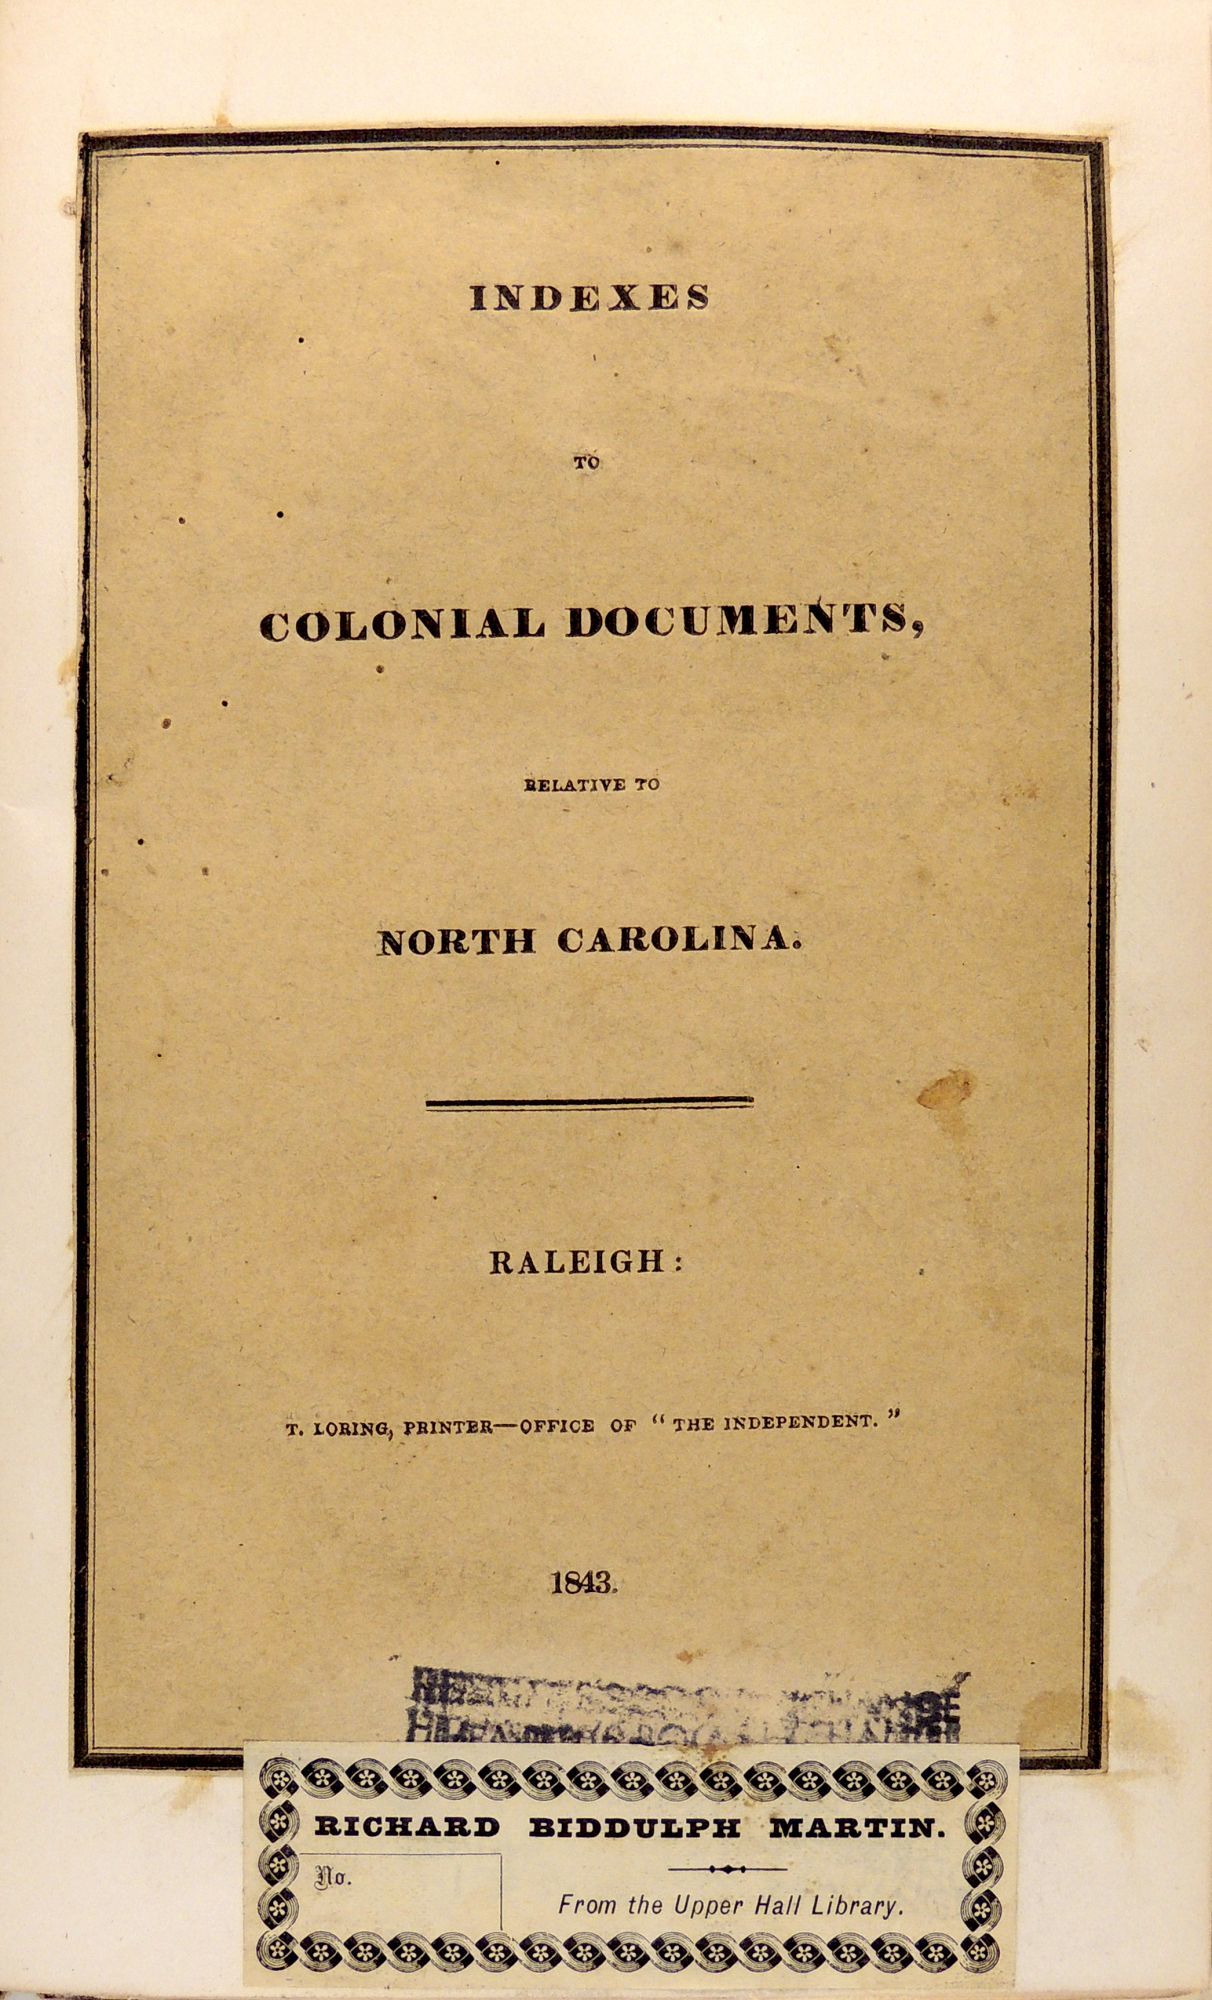 INDEXES
TO
COLONIAL DOCUMENTS,
RELATIVE TO
NORTH CAROLINA.
RALEIGH:
T. LORING, PRINTER—OFFICE OF "THE INDEPENDENT."
1843.
RICHARD BIDDULPH MARTIN.
No.
From the Upper Hall Library.